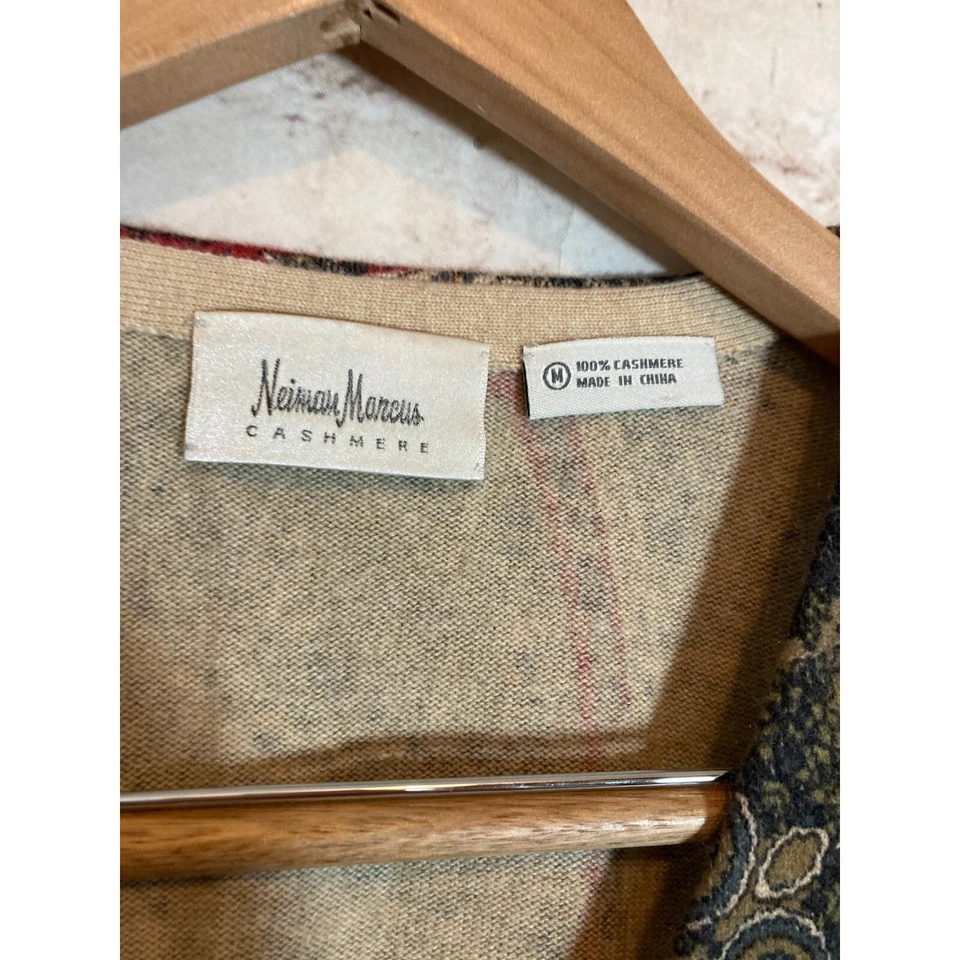 Neiman Marcus
CASHMERE
M 100% CASHMERE
MADE IN CHINA